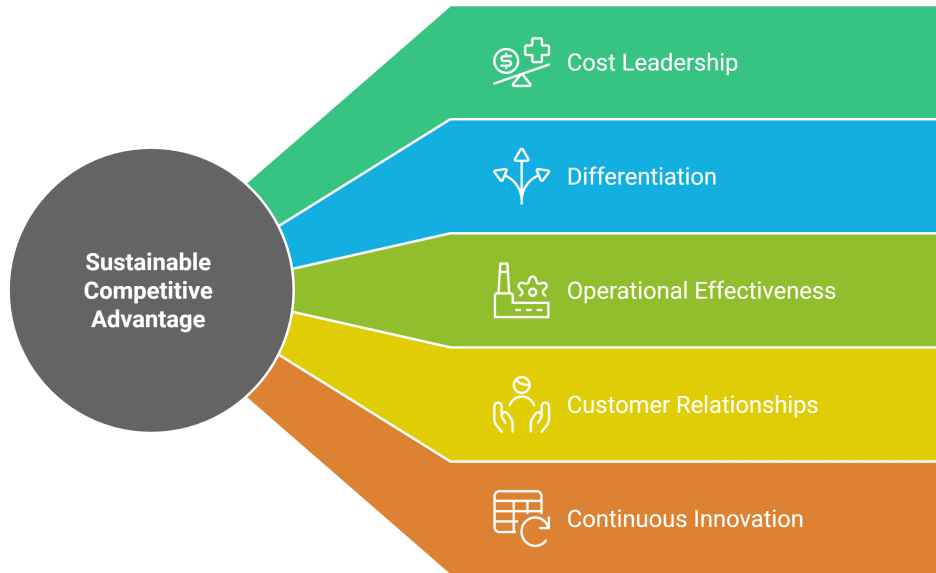 Sustainable
Competitive
Advantage
Cost Leadership
Differentiation
Operational Effectiveness
Customer Relationships
Continuous Innovation